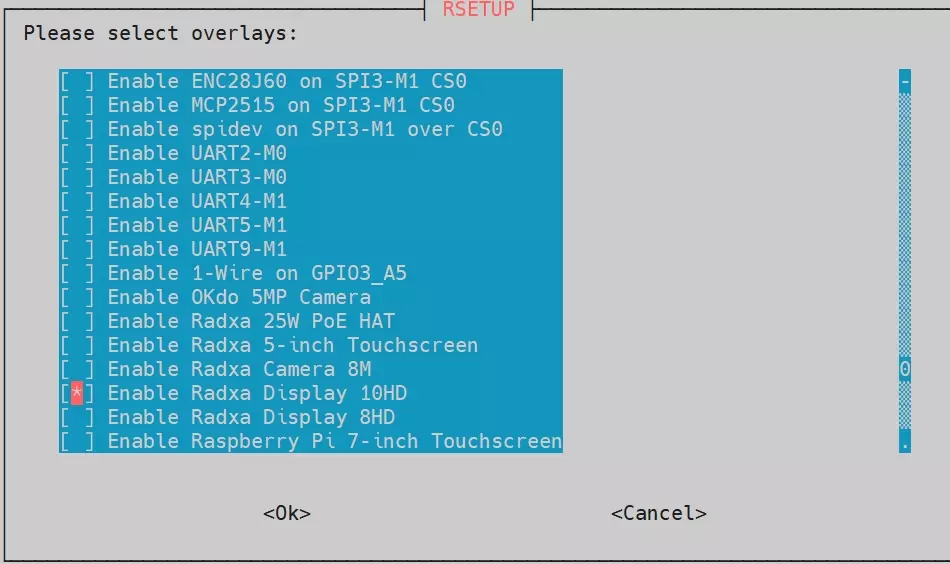 RSETUP
Please select overlays:
[ ] Enable ENC28J60 on SPI3-M1 CS0
[ ] Enable MCP2515 on SPI3-M1 CS0
[ ] Enable spidev on SPI3-M1 over CS0
[ ] Enable UART2-M0
[ ] Enable UART3-M0
[ ] Enable UART4-M1
[ ] Enable UART5-M1
[ ] Enable UART9-M1
[ ] Enable 1-Wire on GPIO3_A5
[ ] Enable OKdo 5MP Camera
[ ] Enable Radxa 25W PoE HAT
[ ] Enable Radxa 5-inch Touchscreen
[ ] Enable Radxa Camera 8M
[*] Enable Radxa Display 10HD
[ ] Enable Radxa Display 8HD
[ ] Enable Raspberry Pi 7-inch Touchscreen
<Ok> <Cancel>